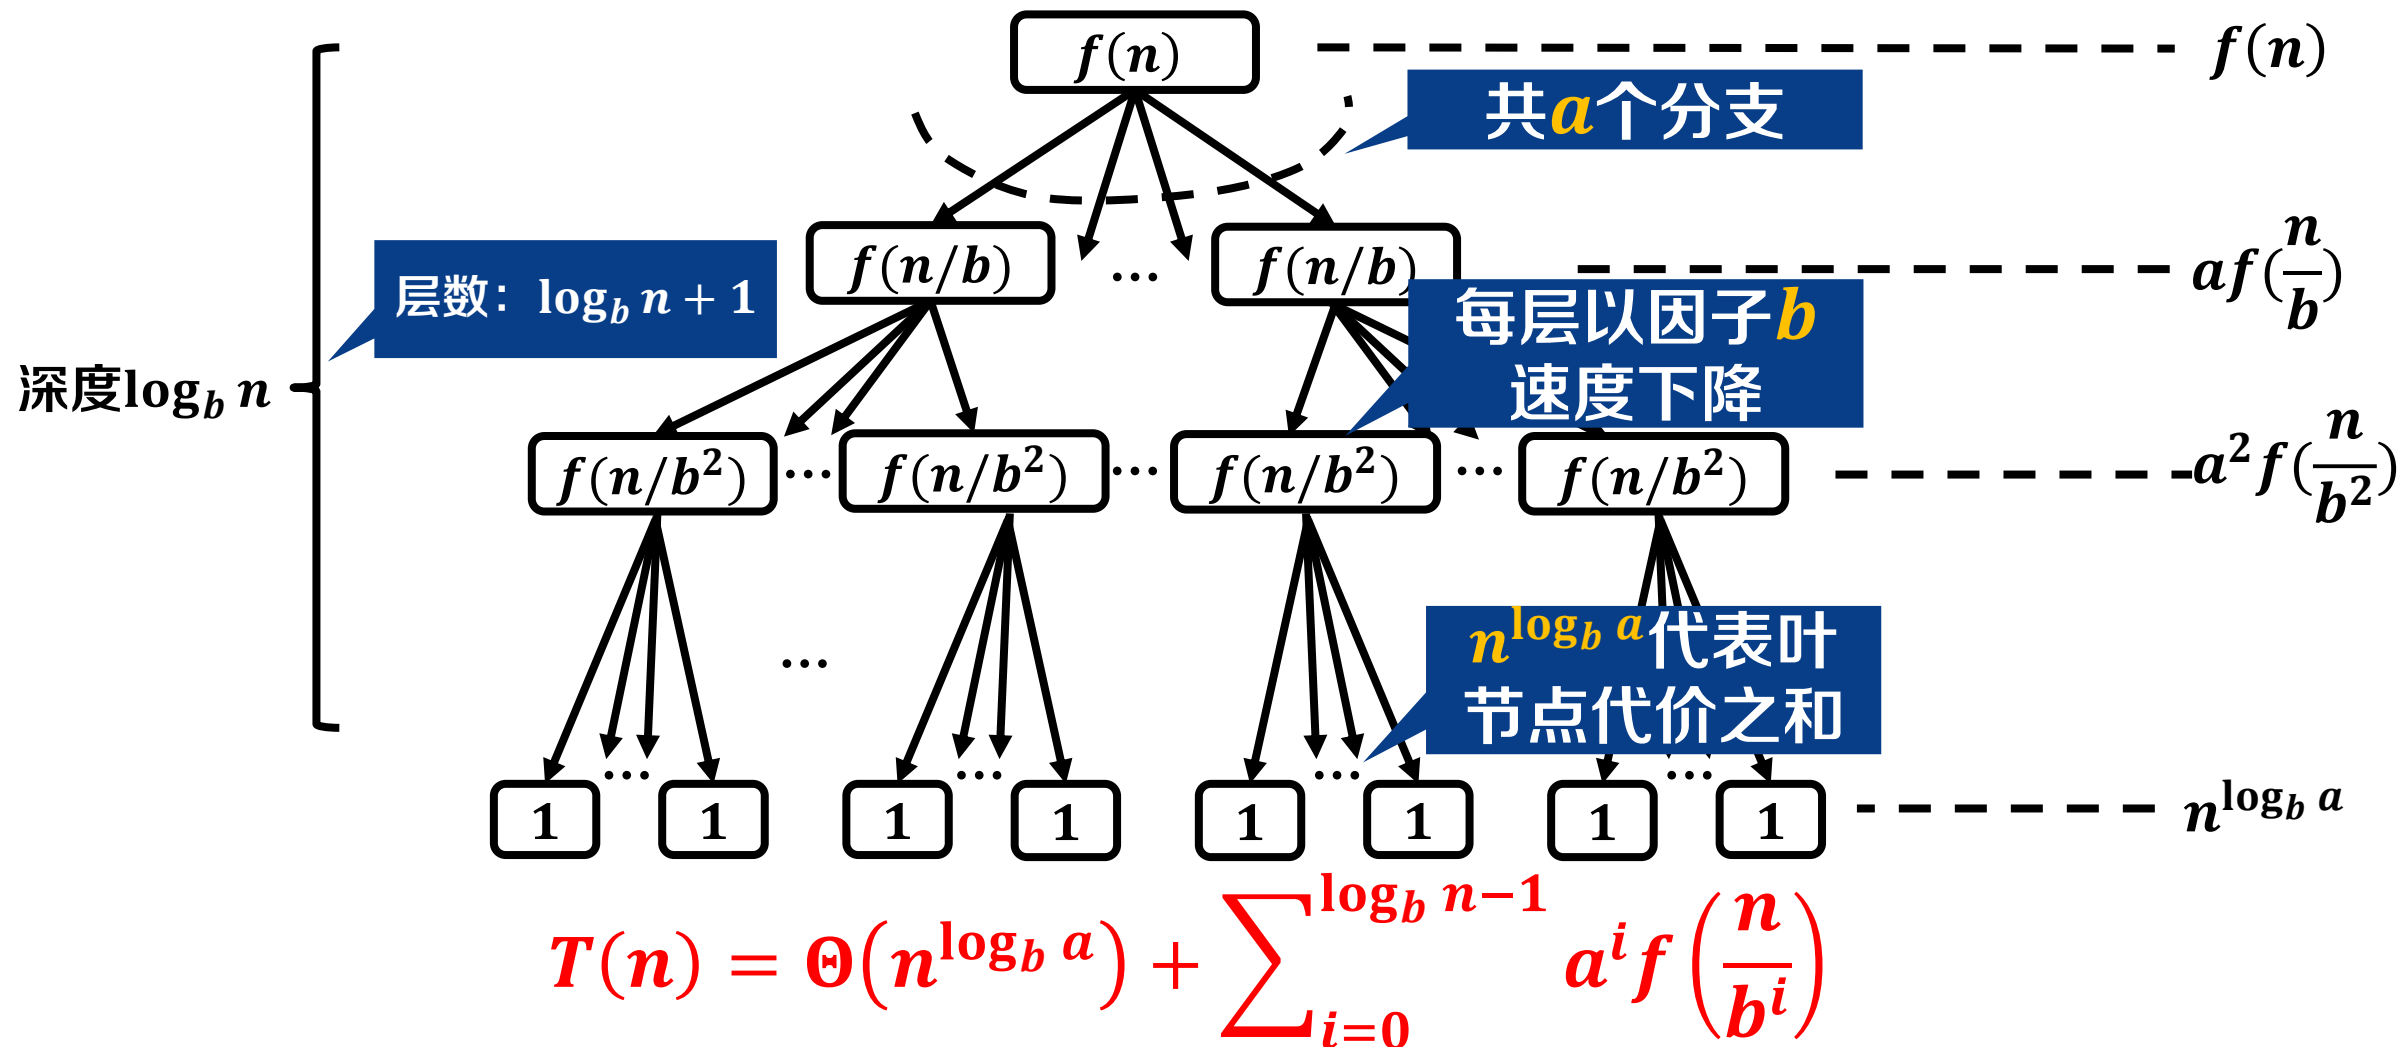 f(n)
f(n)
共a个分支
f(n/b)
…
f(n/b)
af(n/b)
层数：log_b n + 1
每层以因子b
速度下降
深度log_b n
f(n/b²)
…
f(n/b²)
…
f(n/b²)
…
f(n/b²)
a²f(n/b²)
n^{log_b a}代表叶
节点代价之和
…
… … … …
1 1 1 1 1 1 1 1
n^{log_b a}
T(n) = Θ(n^{log_b a}) + ∑_{i=0}^{log_b n−1} a^i f(n/b^i)